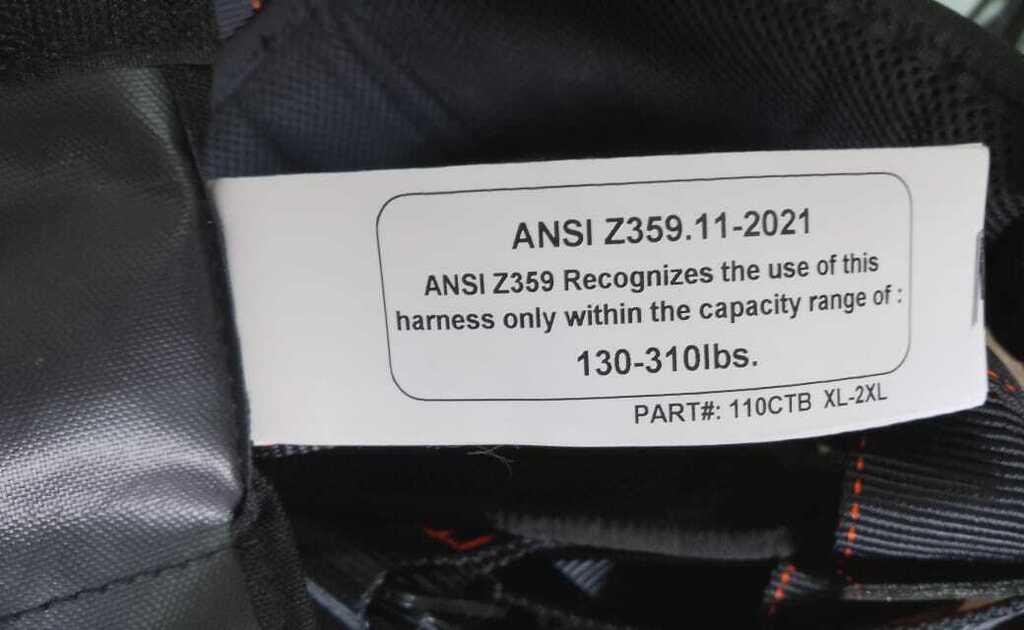 ANSI Z359.11-2021
ANSI Z359 Recognizes the use of this
harness only within the capacity range of :
130-310lbs.
PART#: 110CTB XL-2XL